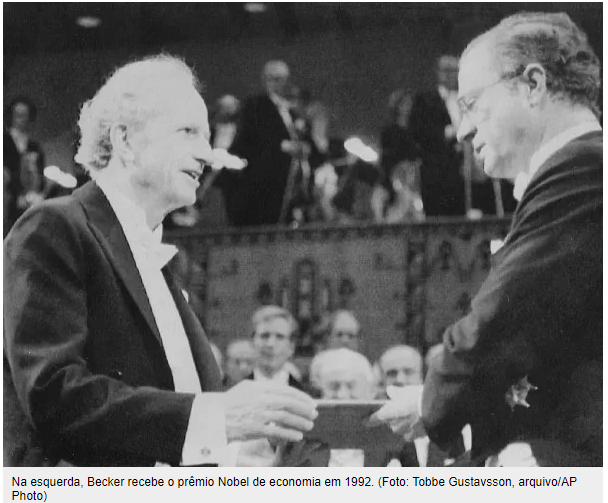 Na esquerda, Becker recebe o prêmio Nobel de economia em 1992. (Foto: Tobbe Gustavsson, arquivo/AP
Photo)